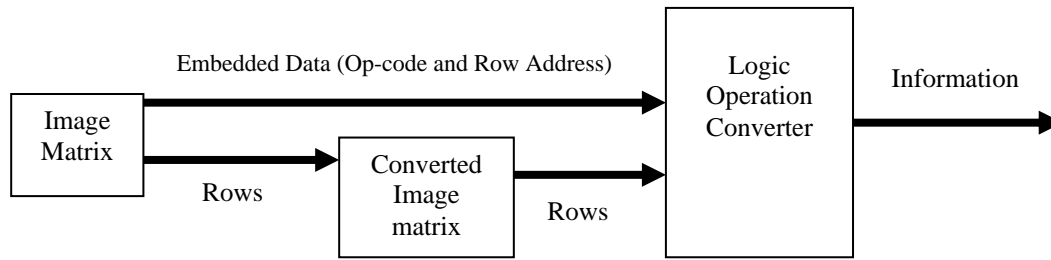 Embedded Data (Op-code and Row Address)
Image
Matrix
Rows
Converted
Image
matrix
Rows
Logic
Operation
Converter
Information